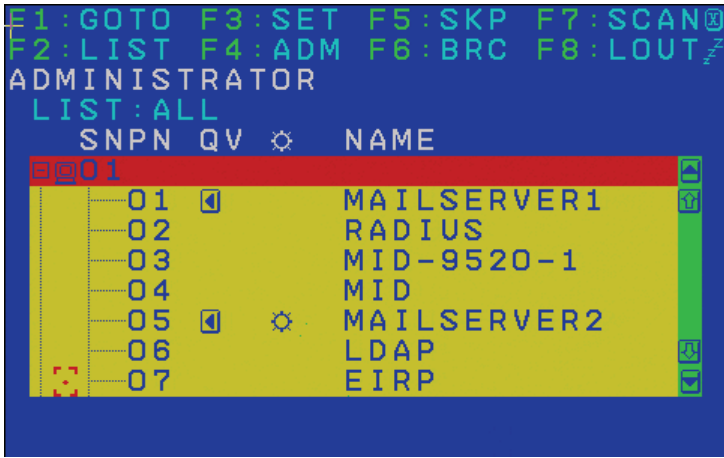 F1:GOTO F3:SET F5:SKP F7:SCAN
F2:LIST F4:ADM F6:BRC F8:LOUT
ADMINISTRATOR
LIST:ALL
SNPN QV NAME
01
01 MAILSERVER1
02 RADIUS
03 MID-9520-1
04 MID
05 MAILSERVER2
06 LDAP
07 EIRP